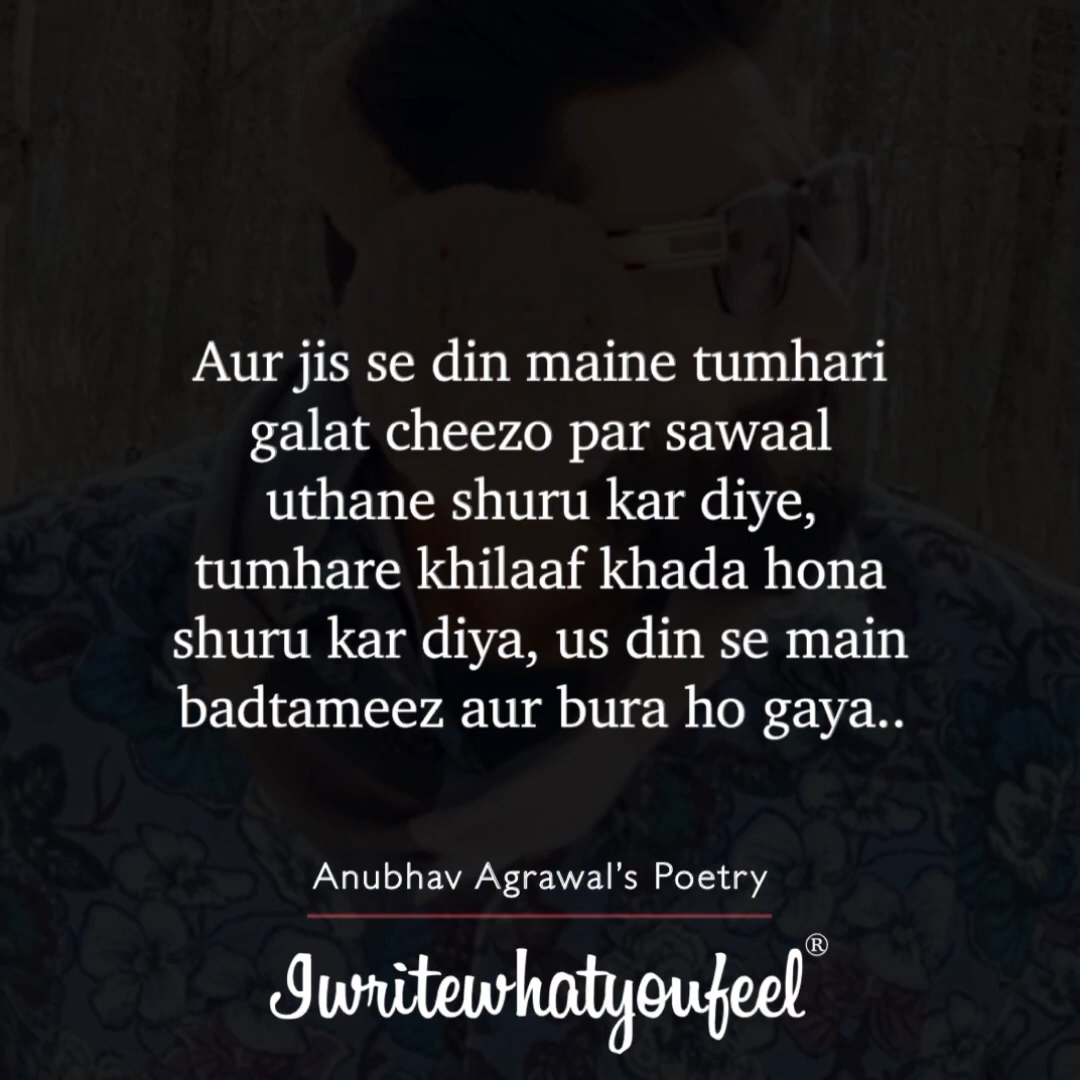 Aur jis se din maine tumhari
galat cheezo par sawaal
uthane shuru kar diye,
tumhare khilaaf khada hona
shuru kar diya, us din se main
badtameez aur bura ho gaya..
Anubhav Agrawal’s Poetry
Iwritewhatyoufeel®